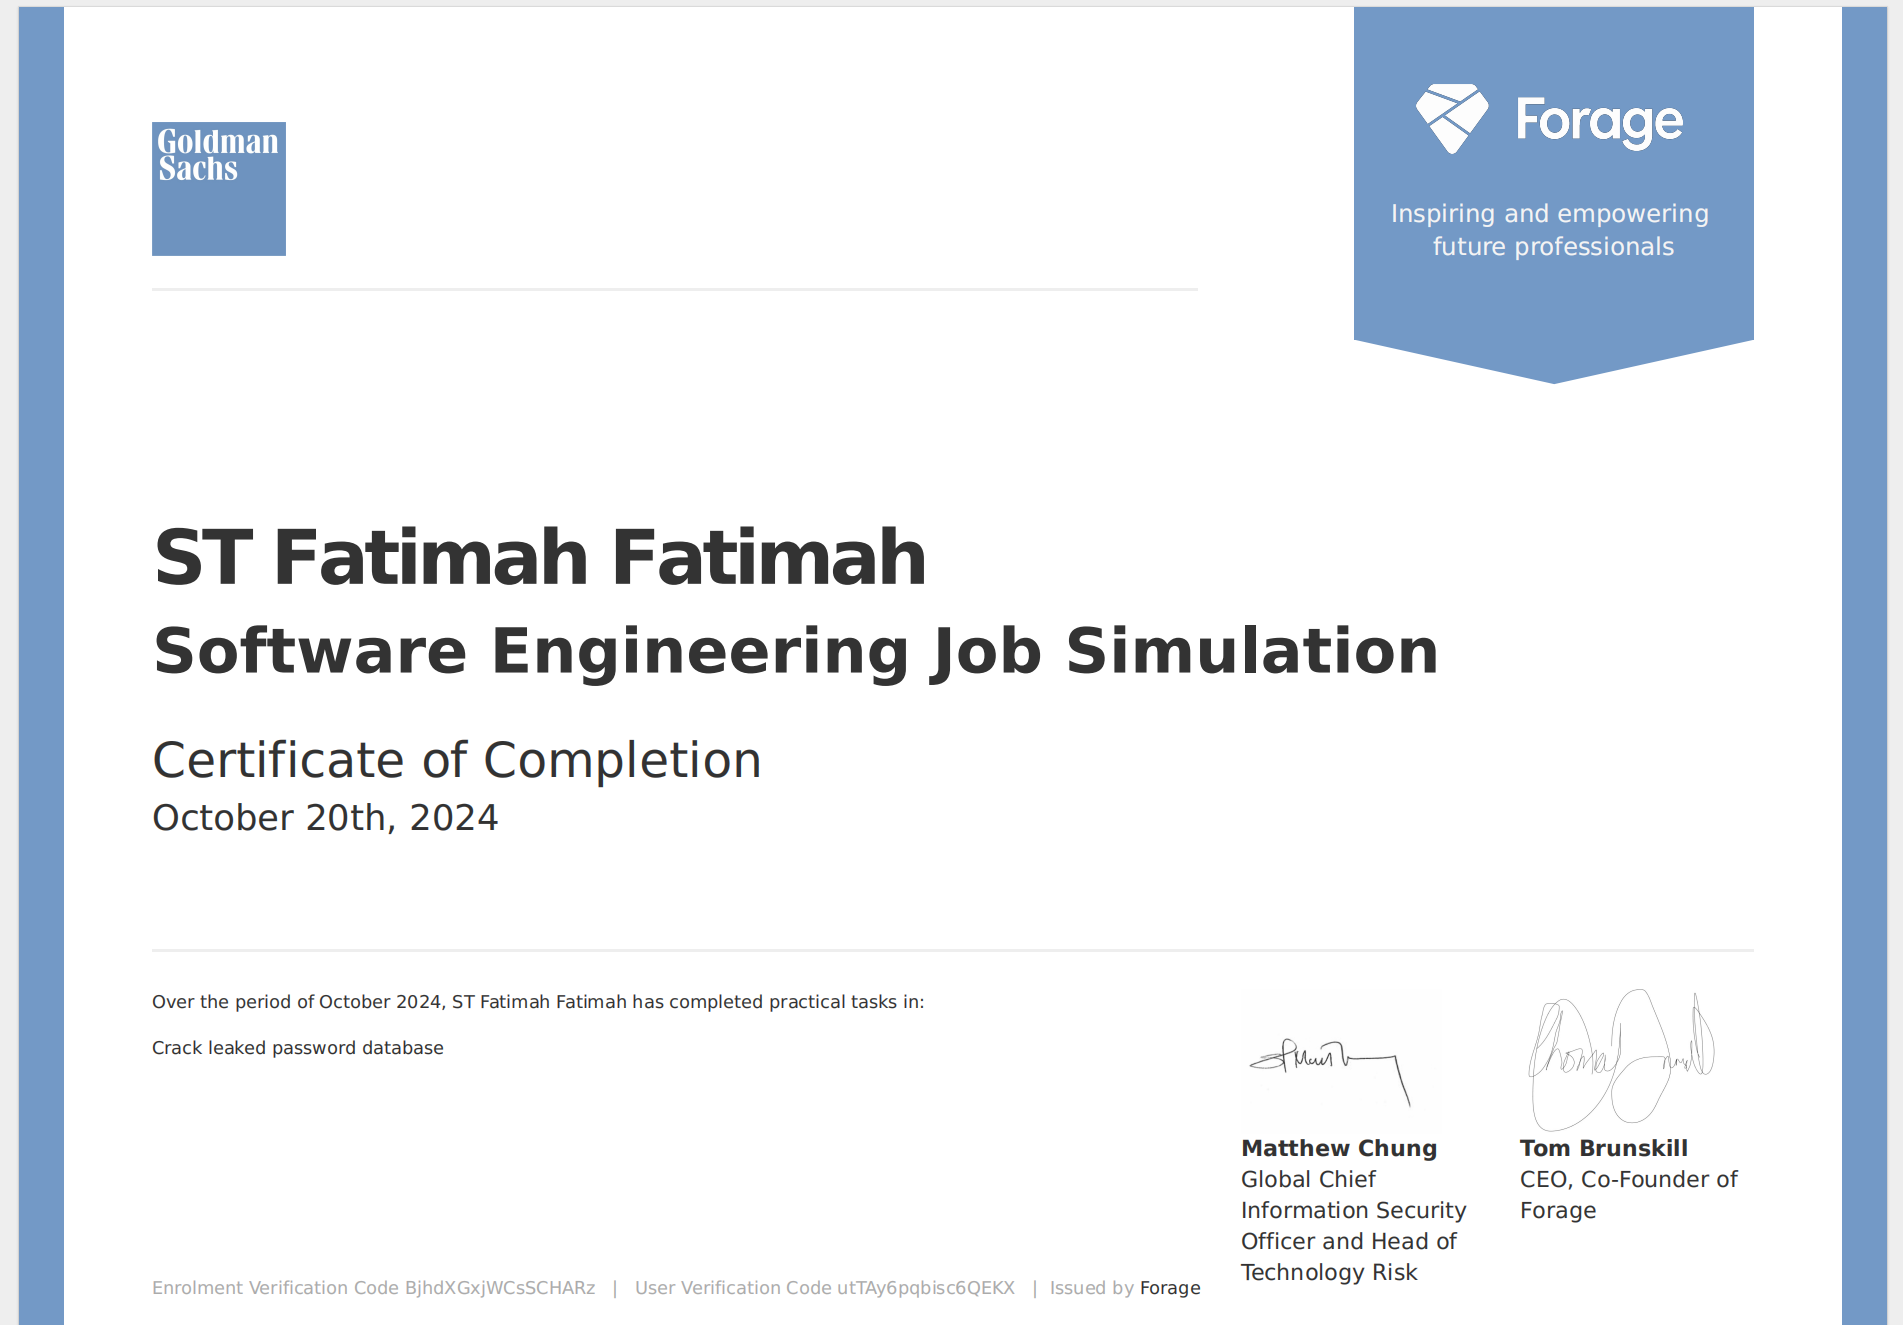 Goldman
Sachs
Forage
Inspiring and empowering
future professionals
ST Fatimah Fatimah
Software Engineering Job Simulation
Certificate of Completion
October 20th, 2024
Over the period of October 2024, ST Fatimah Fatimah has completed practical tasks in:
Crack leaked password database
Matthew Chung
Global Chief
Information Security
Officer and Head of
Technology Risk
Tom Brunskill
CEO, Co-Founder of
Forage
Enrolment Verification Code BjhdXGxjWCsSCHARz | User Verification Code utTAy6pqbisc6QEKX | Issued by Forage